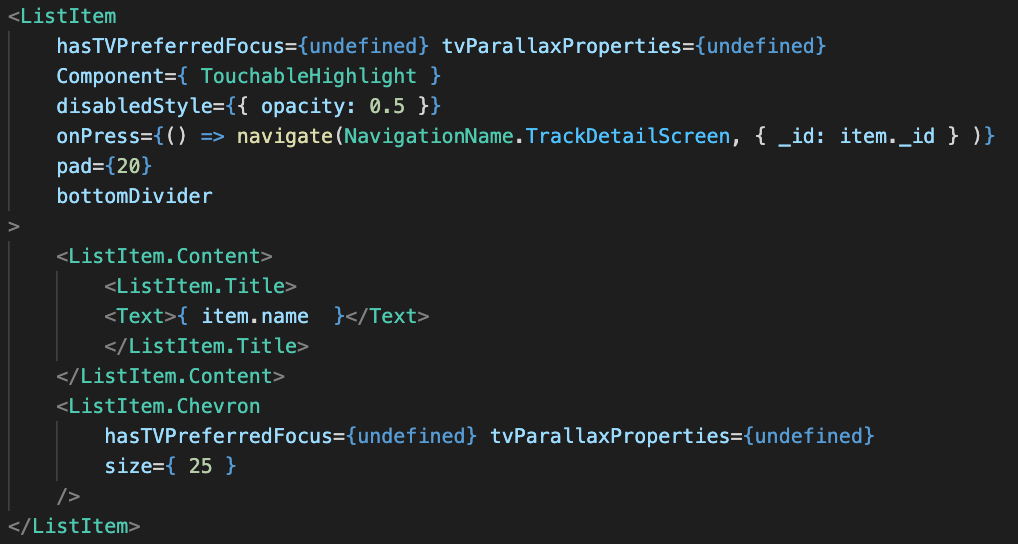 <ListItem
    hasTVPreferredFocus={undefined} tvParallaxProperties={undefined}
    Component={ TouchableHighlight }
    disabledStyle={{ opacity: 0.5 }}
    onPress={() => navigate(NavigationName.TrackDetailScreen, { _id: item._id } )}
    pad={20}
    bottomDivider
>
    <ListItem.Content>
        <ListItem.Title>
        <Text>{ item.name  }</Text>
        </ListItem.Title>
    </ListItem.Content>
    <ListItem.Chevron
        hasTVPreferredFocus={undefined} tvParallaxProperties={undefined}
        size={ 25 }
    />
</ListItem>